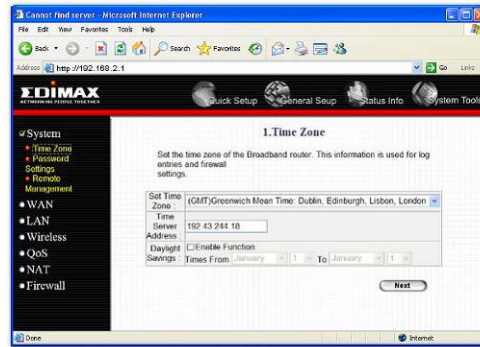 Cannot find server - Microsoft Internet Explorer
File Edit View Favorites Tools Help
Back Search Favorites
Address http://192.168.2.1 Go Links
EDIMAX
NETWORKING PEOPLE TOGETHER
Quick Setup General Seup Status Info System Tools
System
Time Zone
Password
Settings
Remote
Management
WAN
LAN
Wireless
QoS
NAT
Firewall
1.Time Zone
Set the time zone of the Broadband router. This information is used for log
entries and firewall
settings.
Set Time
Zone :
(GMT)Greenwich Mean Time: Dublin, Edinburgh, Lisbon, London
Time
Server
Address :
192.43.244.18
Daylight
Savings :
Enable Function
Times From January 1 To January 1
Next
Done Internet